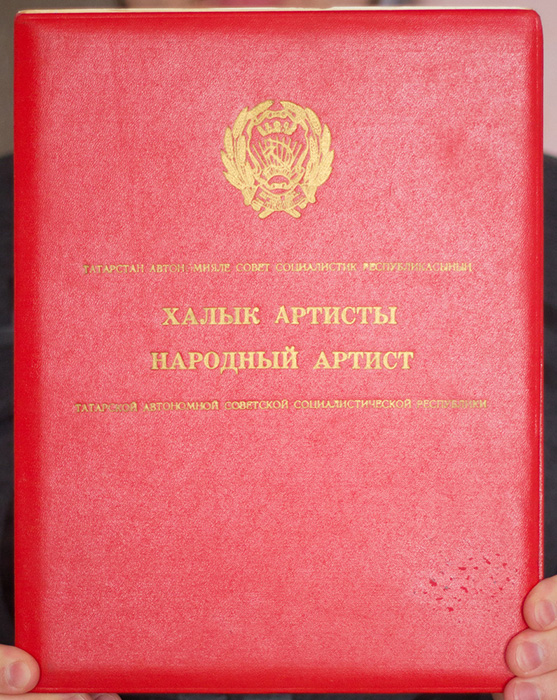 ТАТАРСТАН АВТОНОМИЯЛЕ СОВЕТ СОЦИАЛИСТИК РЕСПУБЛИКАСЫНЫҢ
ХАЛЫК АРТИСТЫ
НАРОДНЫЙ АРТИСТ
ТАТАРСКОЙ АВТОНОМНОЙ СОВЕТСКОЙ СОЦИАЛИСТИЧЕСКОЙ РЕСПУБЛИКИ